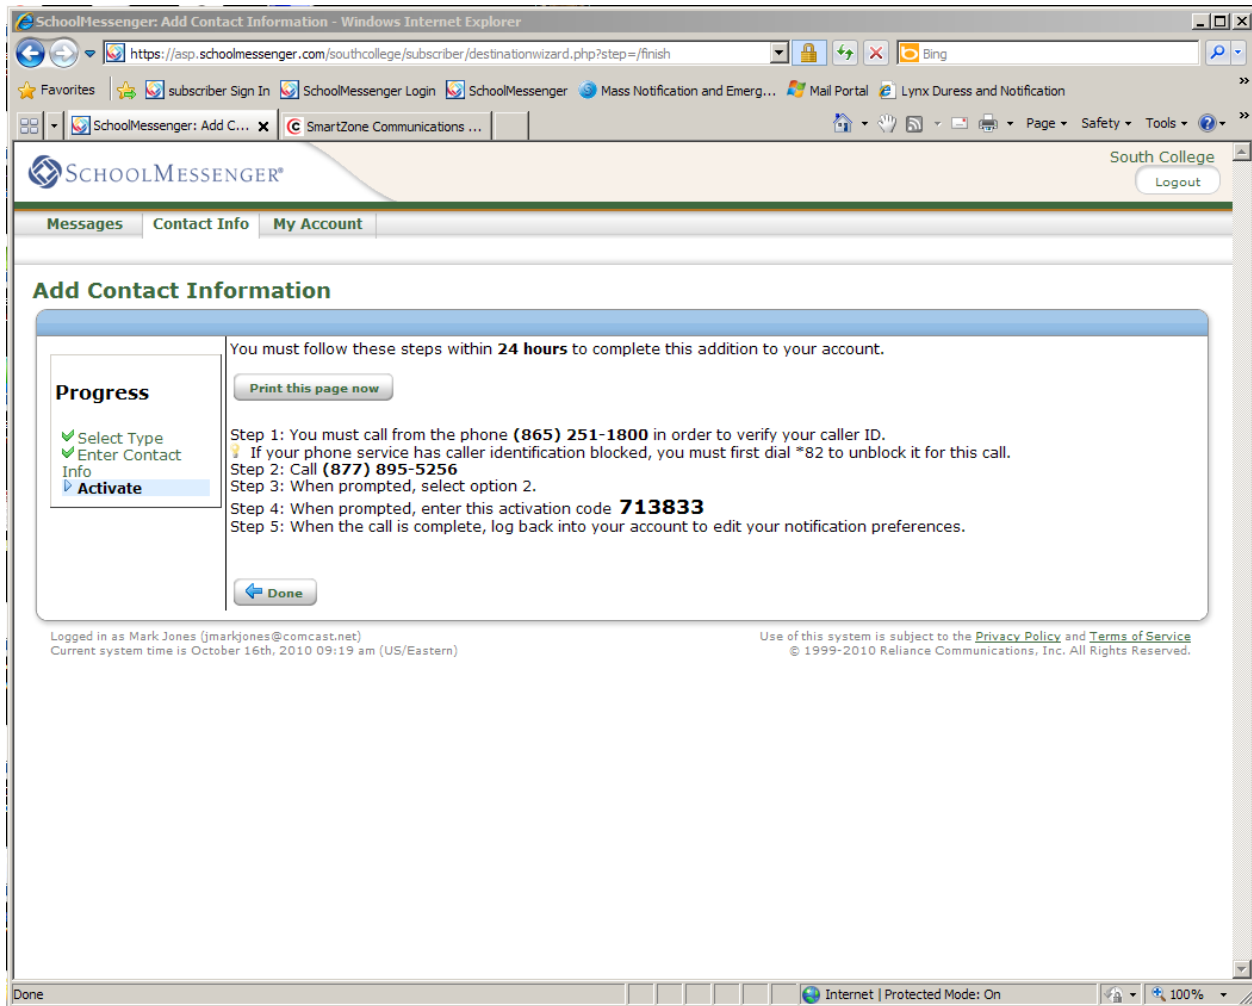 SchoolMessenger: Add Contact Information - Windows Internet Explorer
https://asp.schoolmessenger.com/southcollege/subscriber/destinationwizard.php?step=/finish
Bing
Favorites subscriber Sign In SchoolMessenger Login SchoolMessenger Mass Notification and Emerg... Mail Portal Lynx Duress and Notification »
SchoolMessenger: Add C... SmartZone Communications ... Page Safety Tools »
SCHOOLMESSENGER®
South College
Logout
Messages Contact Info My Account
Add Contact Information
You must follow these steps within 24 hours to complete this addition to your account.
Progress
Print this page now
Select Type
Enter Contact
Info
Activate
Step 1: You must call from the phone (865) 251-1800 in order to verify your caller ID.
If your phone service has caller identification blocked, you must first dial *82 to unblock it for this call.
Step 2: Call (877) 895-5256
Step 3: When prompted, select option 2.
Step 4: When prompted, enter this activation code 713833
Step 5: When the call is complete, log back into your account to edit your notification preferences.
Done
Logged in as Mark Jones (jmarkjones@comcast.net)
Current system time is October 16th, 2010 09:19 am (US/Eastern)
Use of this system is subject to the Privacy Policy and Terms of Service
© 1999-2010 Reliance Communications, Inc. All Rights Reserved.
Done Internet | Protected Mode: On 100%